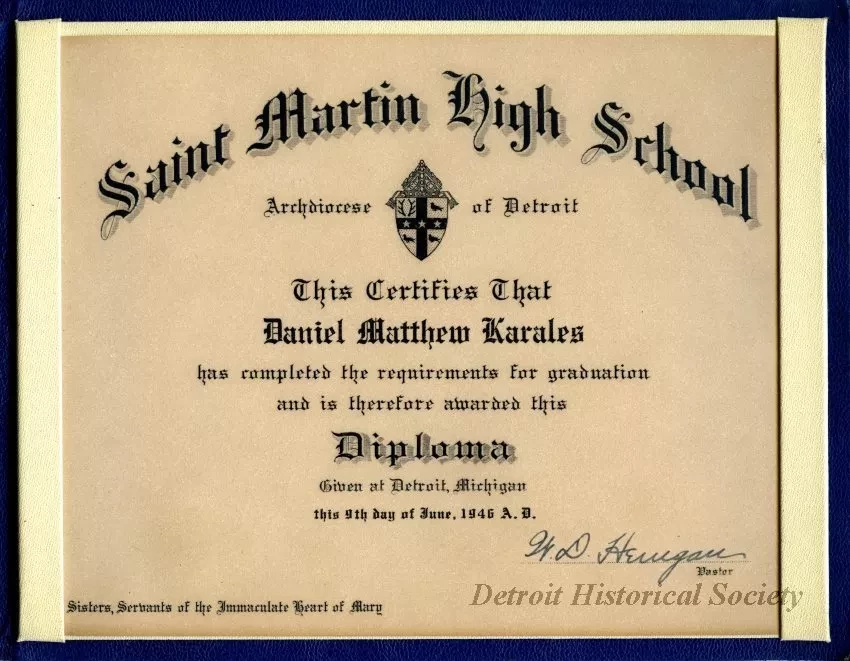 Saint Martin High School
Archdiocese of Detroit
This Certifies That
Daniel Matthew Karales
has completed the requirements for graduation
and is therefore awarded this
Diploma
Given at Detroit, Michigan
this 9th day of June, 1946 A. D.
W. D. Hennigan
Pastor
Sisters, Servants of the Immaculate Heart of Mary
Detroit Historical Society